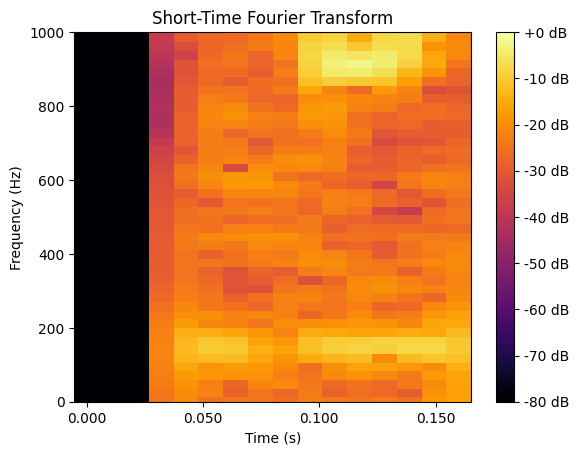 Short-Time Fourier Transform
1000
800
600
400
200
0
Frequency (Hz)
0.000
0.050
0.100
0.150
Time (s)
+0 dB
-10 dB
-20 dB
-30 dB
-40 dB
-50 dB
-60 dB
-70 dB
-80 dB